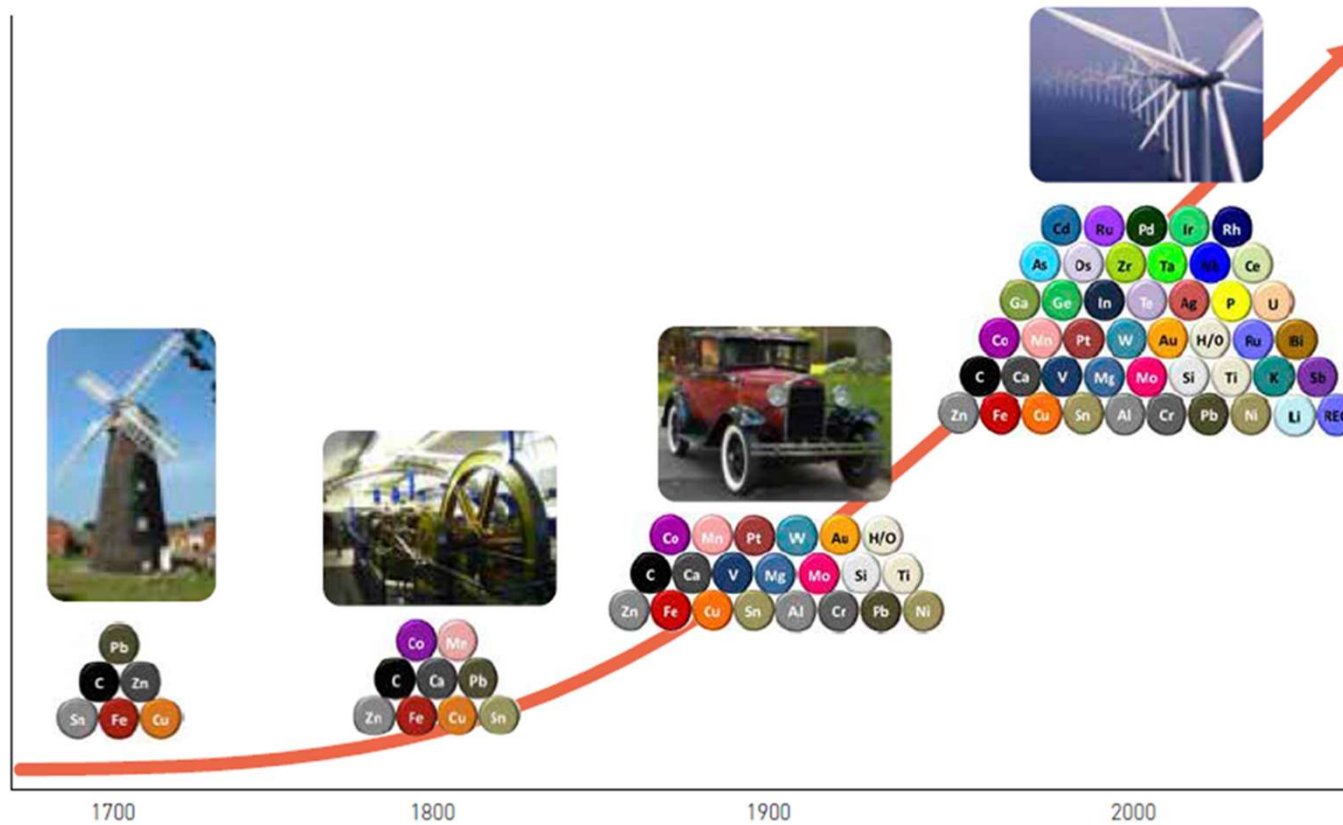 Cd Ru Pd Ir Rh
As Os Zr Ta Nb Ce
Ga Ge In Te Ag P U
Co Mn Pt W Au H/O Ru Bi
C Ca V Mg Mo Si Ti K Sb
Zn Fe Cu Sn Al Cr Pb Ni Li
Co Mn Pt W Au H/O
C Ca V Mg Mo Si Ti
Zn Fe Cu Sn Al Cr Pb Ni
Co
C Ca Pb
Zn Fe Cu Sn
Pb
C Zn
Sn Fe Cu
1700 1800 1900 2000